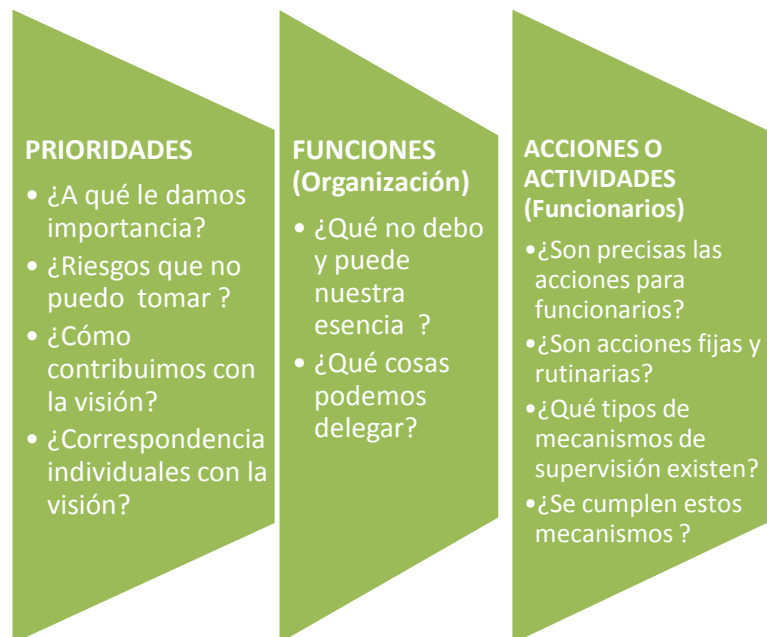 PRIORIDADES
• ¿A qué le damos
importancia?
• ¿Riesgos que no
puedo tomar ?
• ¿Cómo
contribuimos con
la visión?
• ¿Correspondencia
individuales con la
visión?
FUNCIONES
(Organización)
• ¿Qué no debo
y puede
nuestra
esencia ?
• ¿Qué cosas
podemos
delegar?
ACCIONES O
ACTIVIDADES
(Funcionarios)
•¿Son precisas las
acciones para
funcionarios?
•¿Son acciones fijas y
rutinarias?
•¿Qué tipos de
mecanismos de
supervisión existen?
•¿Se cumplen estos
mecanismos ?